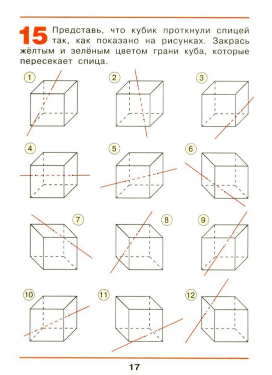 15 Представь, что кубик проткнули спицей
так, как показано на рисунках. Закрась
жёлтым и зелёным цветом грани куба, которые
пересекает спица.
1 2 3
4 5 6
7 8 9
10 11 12
17